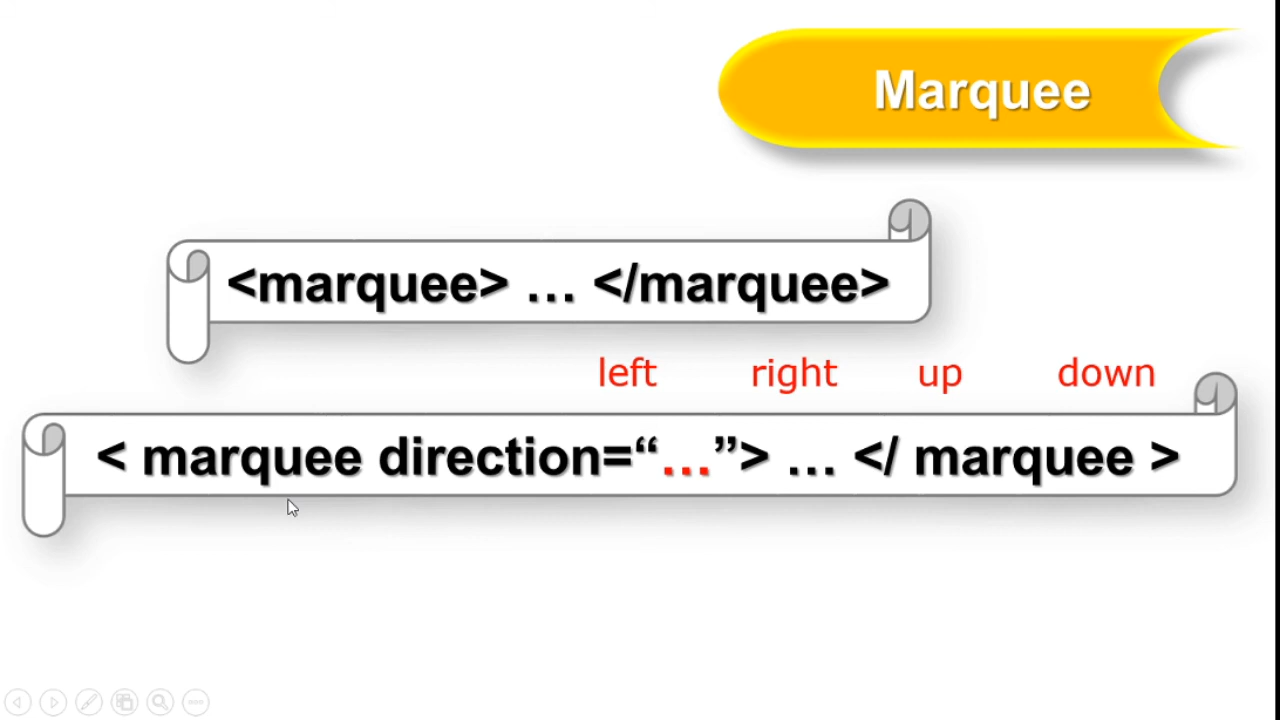 Marquee
<marquee> … </marquee>
left right up down
< marquee direction=“…”> … </ marquee >